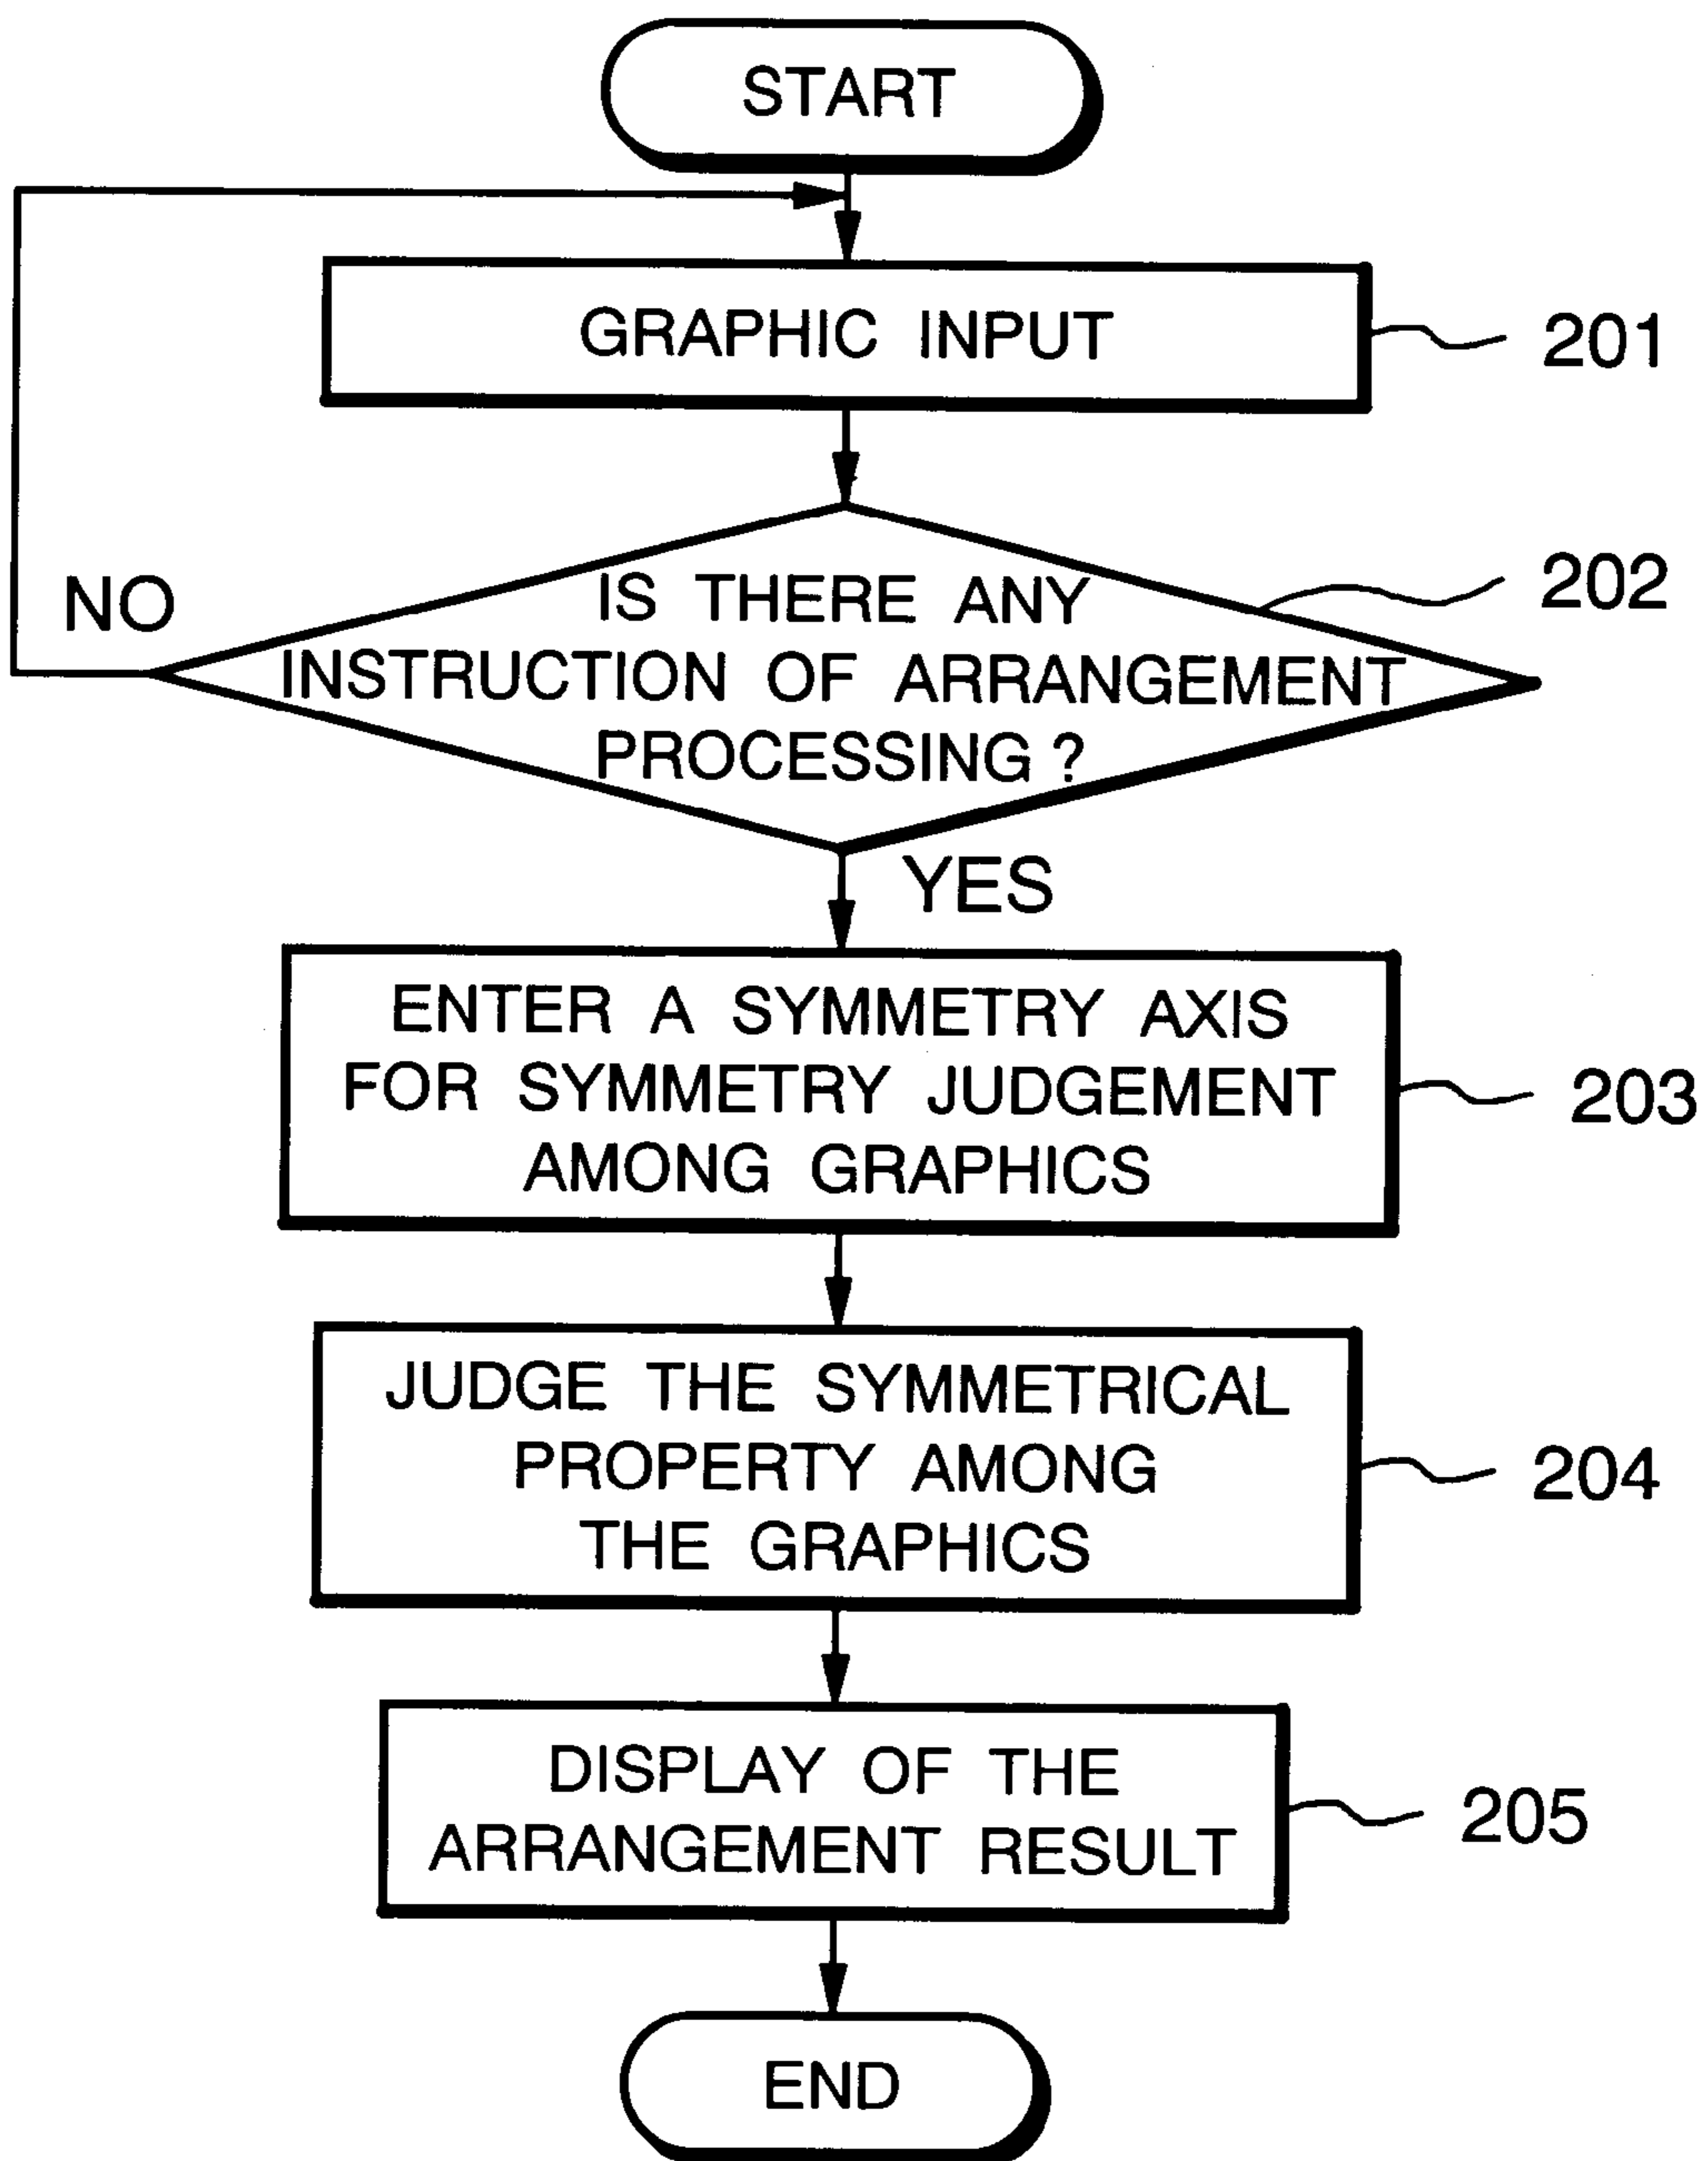 START
GRAPHIC INPUT
201
IS THERE ANY
INSTRUCTION OF ARRANGEMENT
PROCESSING ?
202
NO
YES
ENTER A SYMMETRY AXIS
FOR SYMMETRY JUDGEMENT
AMONG GRAPHICS
203
JUDGE THE SYMMETRICAL
PROPERTY AMONG
THE GRAPHICS
204
DISPLAY OF THE
ARRANGEMENT RESULT
205
END